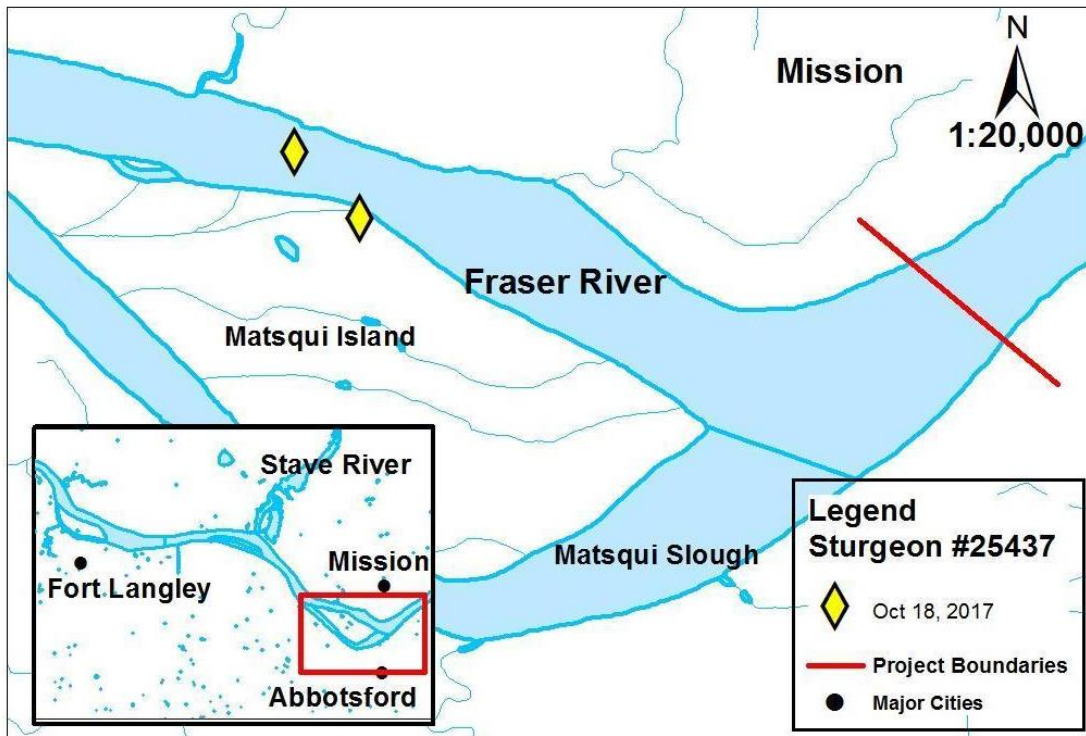 N
Mission
1:20,000
Fraser River
Matsqui Island
Stave River
Mission
Fort Langley
Abbotsford
Matsqui Slough
Legend
Sturgeon #25437
Oct 18, 2017
Project Boundaries
Major Cities